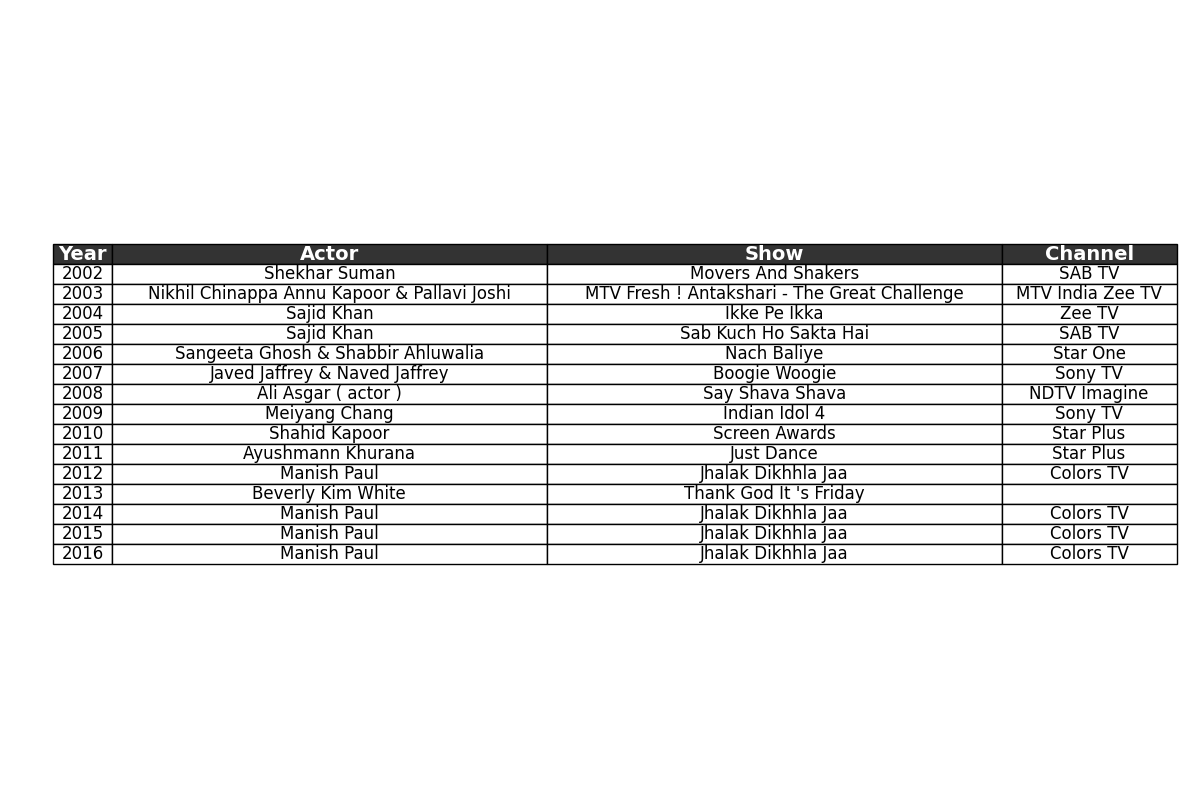 Year Actor Show Channel
2002 Shekhar Suman Movers And Shakers SAB TV
2003 Nikhil Chinappa Annu Kapoor & Pallavi Joshi MTV Fresh ! Antakshari - The Great Challenge MTV India Zee TV
2004 Sajid Khan Ikke Pe Ikka Zee TV
2005 Sajid Khan Sab Kuch Ho Sakta Hai SAB TV
2006 Sangeeta Ghosh & Shabbir Ahluwalia Nach Baliye Star One
2007 Javed Jaffrey & Naved Jaffrey Boogie Woogie Sony TV
2008 Ali Asgar ( actor ) Say Shava Shava NDTV Imagine
2009 Meiyang Chang Indian Idol 4 Sony TV
2010 Shahid Kapoor Screen Awards Star Plus
2011 Ayushmann Khurana Just Dance Star Plus
2012 Manish Paul Jhalak Dikhhla Jaa Colors TV
2013 Beverly Kim White Thank God It 's Friday
2014 Manish Paul Jhalak Dikhhla Jaa Colors TV
2015 Manish Paul Jhalak Dikhhla Jaa Colors TV
2016 Manish Paul Jhalak Dikhhla Jaa Colors TV